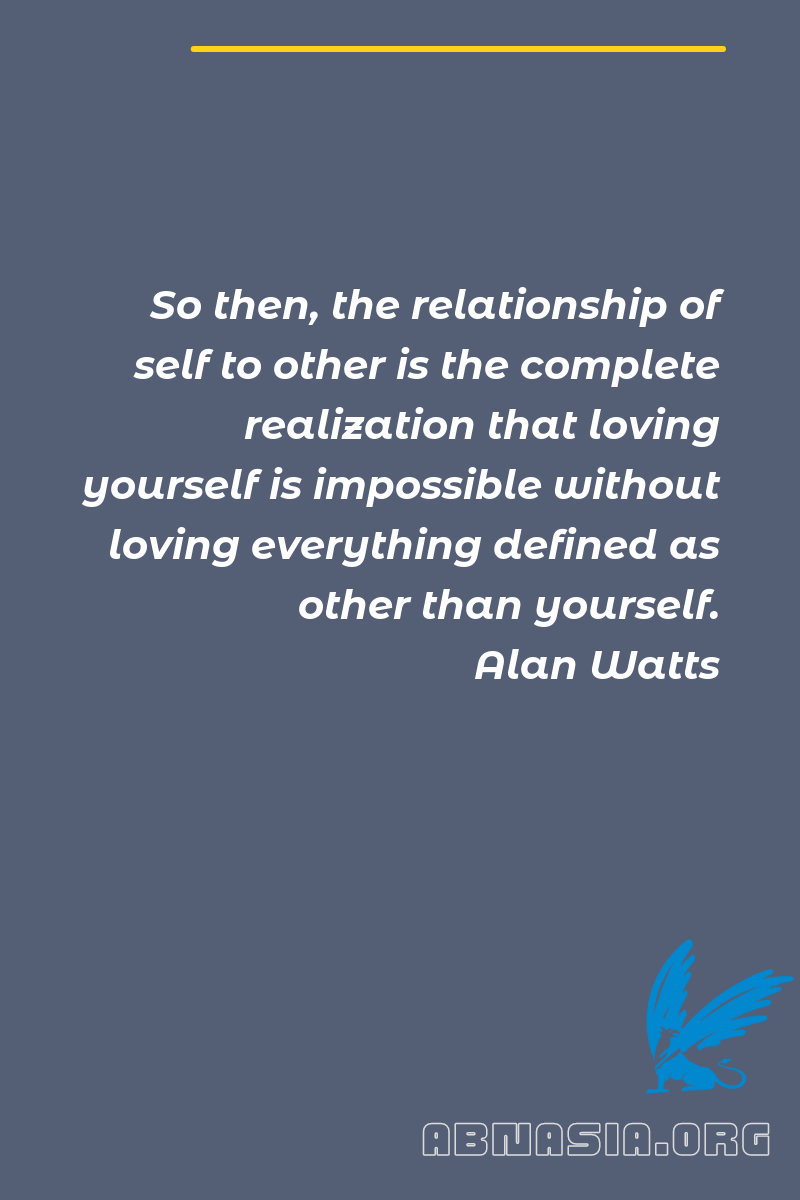 So then, the relationship of
self to other is the complete
realization that loving
yourself is impossible without
loving everything defined as
other than yourself.
Alan Watts
ABNASIA.ORG